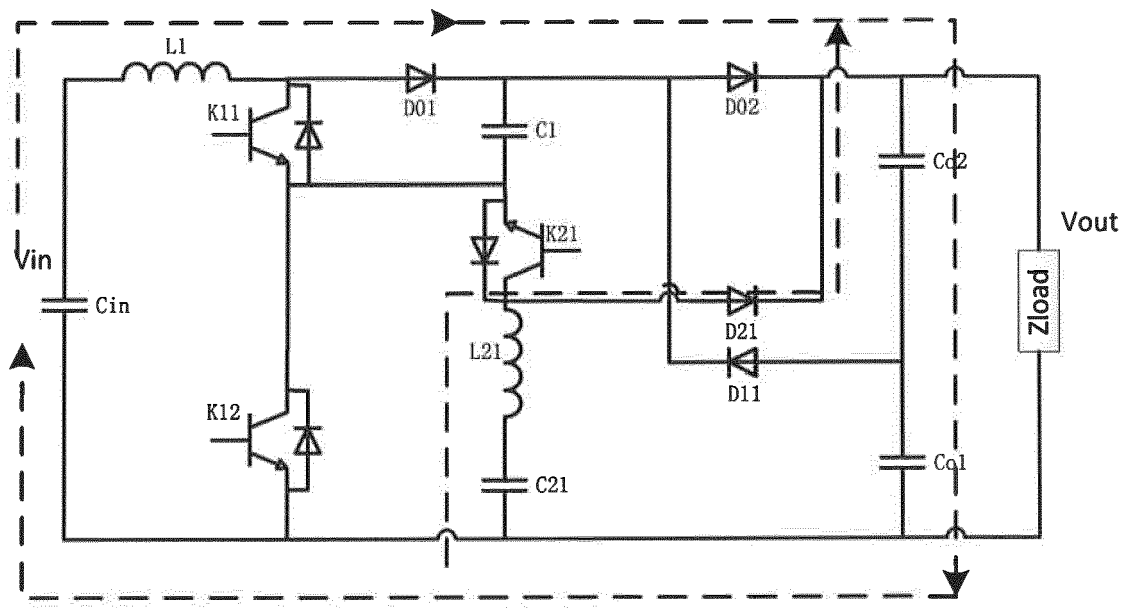 L1
K11
D01
C1
D02
Co2
K21
Vout
Vin
Cin
D21
Zload
L21
D11
K12
C21
Co1